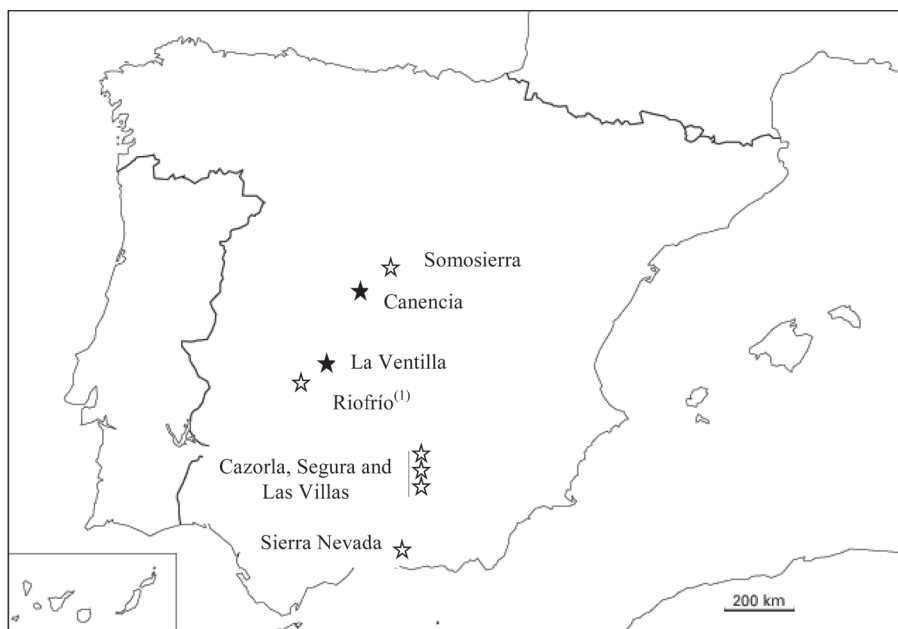 Somosierra
Canencia
La Ventilla
Riofrío(1)
Cazorla, Segura and
Las Villas
Sierra Nevada
200 km